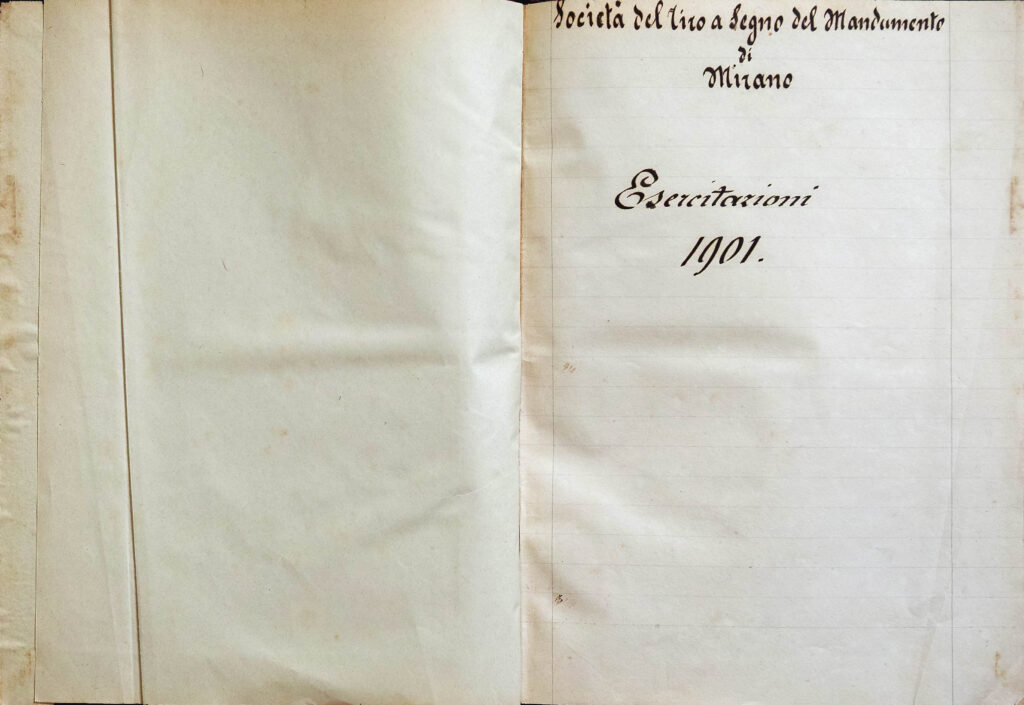 Società del Tiro a Segno del Mandamento
di
Mirano
Esercitazioni
1901.